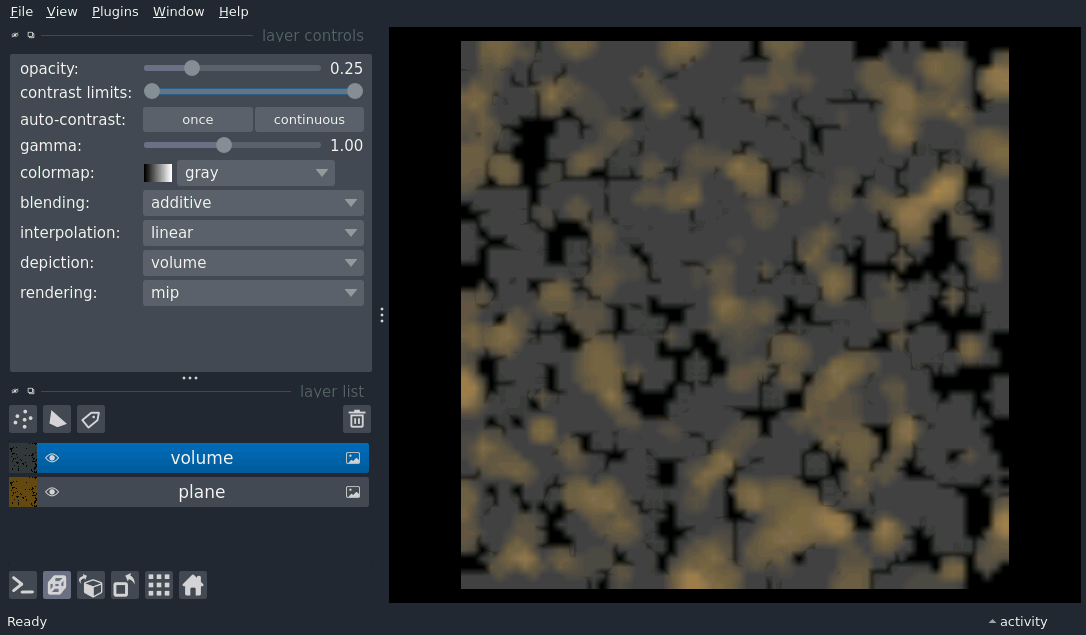 File View Plugins Window Help
layer controls
opacity: 0.25
contrast limits:
auto-contrast: once continuous
gamma: 1.00
colormap: gray
blending: additive
interpolation: linear
depiction: volume
rendering: mip
layer list
volume
plane
Ready
activity